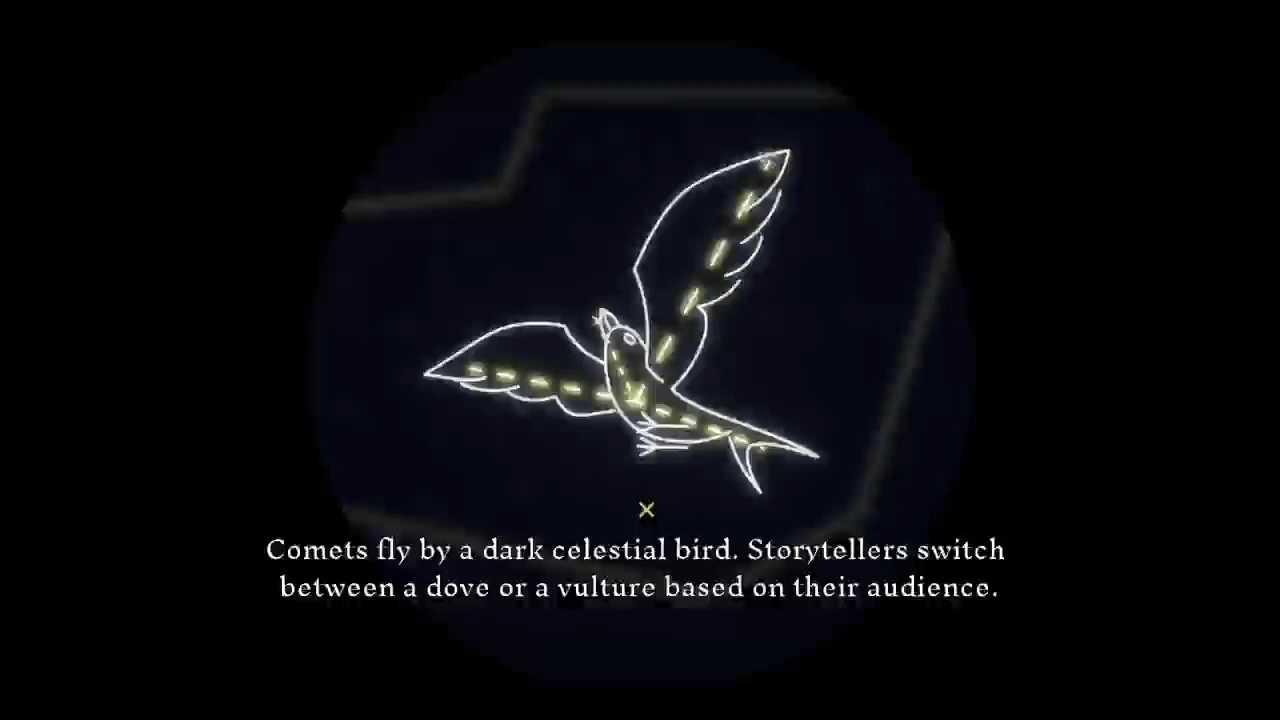 Comets fly by a dark celestial bird. Storytellers switch
between a dove or a vulture based on their audience.